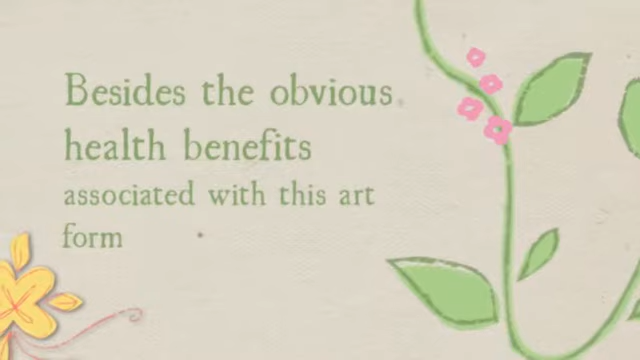 Besides the obvious
health benefits
associated with this art
form